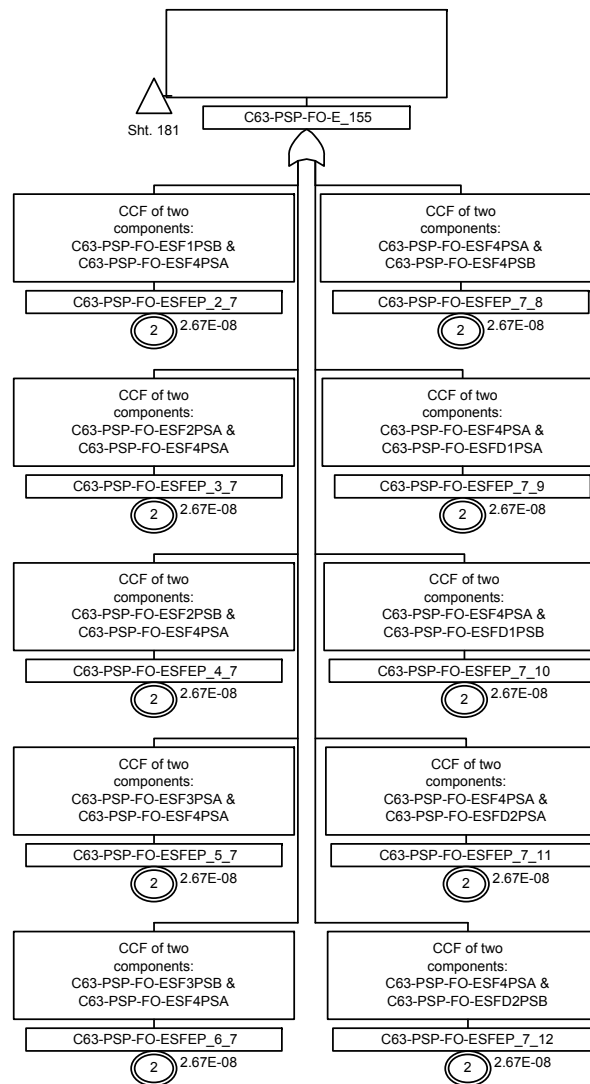 C63-PSP-FO-E_155
Sht. 181
CCF of two
components:
C63-PSP-FO-ESF1PSB &
C63-PSP-FO-ESF4PSA
C63-PSP-FO-ESFEP_2_7
2
2.67E-08
CCF of two
components:
C63-PSP-FO-ESF4PSA &
C63-PSP-FO-ESF4PSB
C63-PSP-FO-ESFEP_7_8
2
2.67E-08
CCF of two
components:
C63-PSP-FO-ESF2PSA &
C63-PSP-FO-ESF4PSA
C63-PSP-FO-ESFEP_3_7
2
2.67E-08
CCF of two
components:
C63-PSP-FO-ESF4PSA &
C63-PSP-FO-ESFD1PSA
C63-PSP-FO-ESFEP_7_9
2
2.67E-08
CCF of two
components:
C63-PSP-FO-ESF2PSB &
C63-PSP-FO-ESF4PSA
C63-PSP-FO-ESFEP_4_7
2
2.67E-08
CCF of two
components:
C63-PSP-FO-ESF4PSA &
C63-PSP-FO-ESFD1PSB
C63-PSP-FO-ESFEP_7_10
2
2.67E-08
CCF of two
components:
C63-PSP-FO-ESF3PSA &
C63-PSP-FO-ESF4PSA
C63-PSP-FO-ESFEP_5_7
2
2.67E-08
CCF of two
components:
C63-PSP-FO-ESF4PSA &
C63-PSP-FO-ESFD2PSA
C63-PSP-FO-ESFEP_7_11
2
2.67E-08
CCF of two
components:
C63-PSP-FO-ESF3PSB &
C63-PSP-FO-ESF4PSA
C63-PSP-FO-ESFEP_6_7
2
2.67E-08
CCF of two
components:
C63-PSP-FO-ESF4PSA &
C63-PSP-FO-ESFD2PSB
C63-PSP-FO-ESFEP_7_12
2
2.67E-08